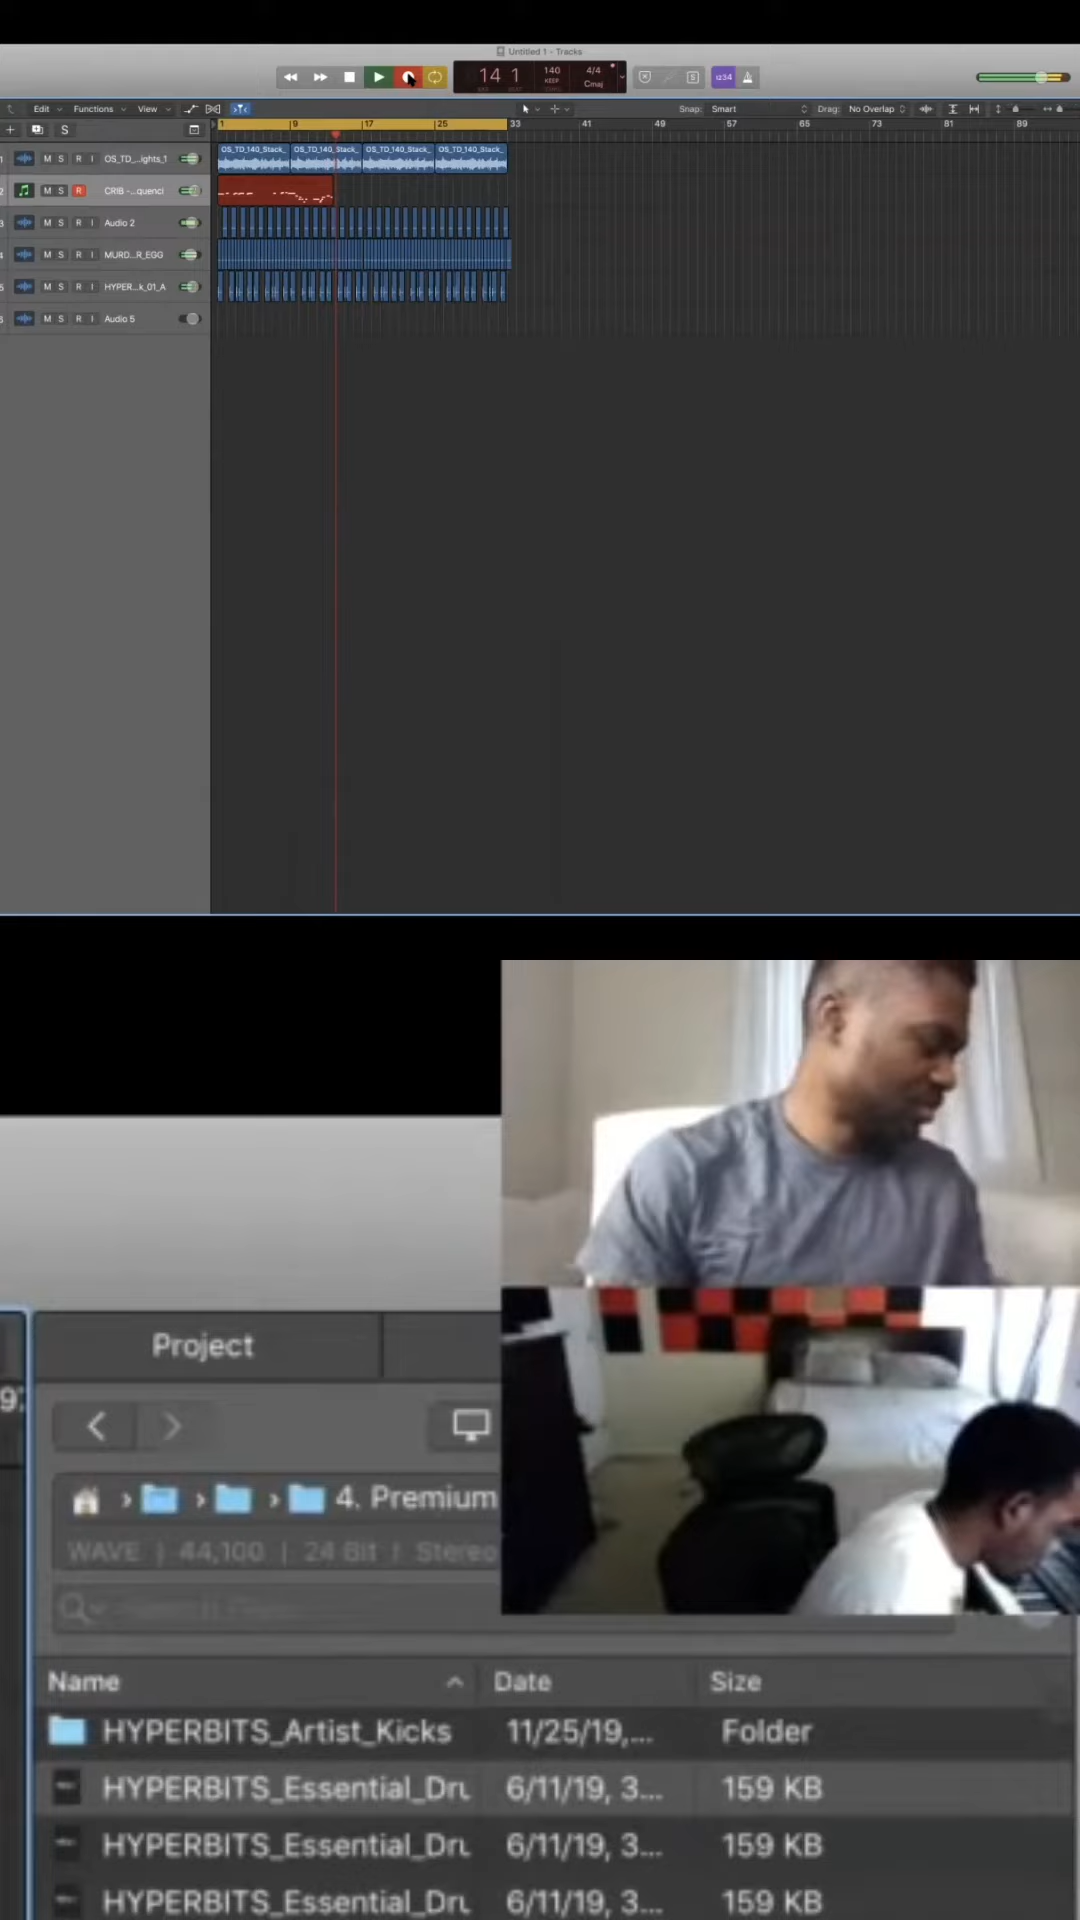 Untitled 1 - Tracks
14 1
140
KEEP
4/4
Cmaj
1234
Edit Functions View
Snap: Smart
Drag: No Overlap
S
1 9 17 25 33 41 49 57 65 73 81 89
M S R I OS_TD_...ights_1
OS_TD_140_Stack_ OS_TD_140_Stack_ OS_TD_140_Stack_ OS_TD_140_Stack_
M S R CRIB -...quenci
M S R I Audio 2
M S R I MURD...R_EGG
M S R I HYPER...k_01_A
M S R I Audio 5
Project
4. Premium
WAVE | 44,100 | 24 Bit | Stereo
Name Date Size
HYPERBITS_Artist_Kicks 11/25/19,... Folder
HYPERBITS_Essential_Dru 6/11/19, 3... 159 KB
HYPERBITS_Essential_Dru 6/11/19, 3... 159 KB
HYPERBITS_Essential_Dru 6/11/19, 3... 159 KB